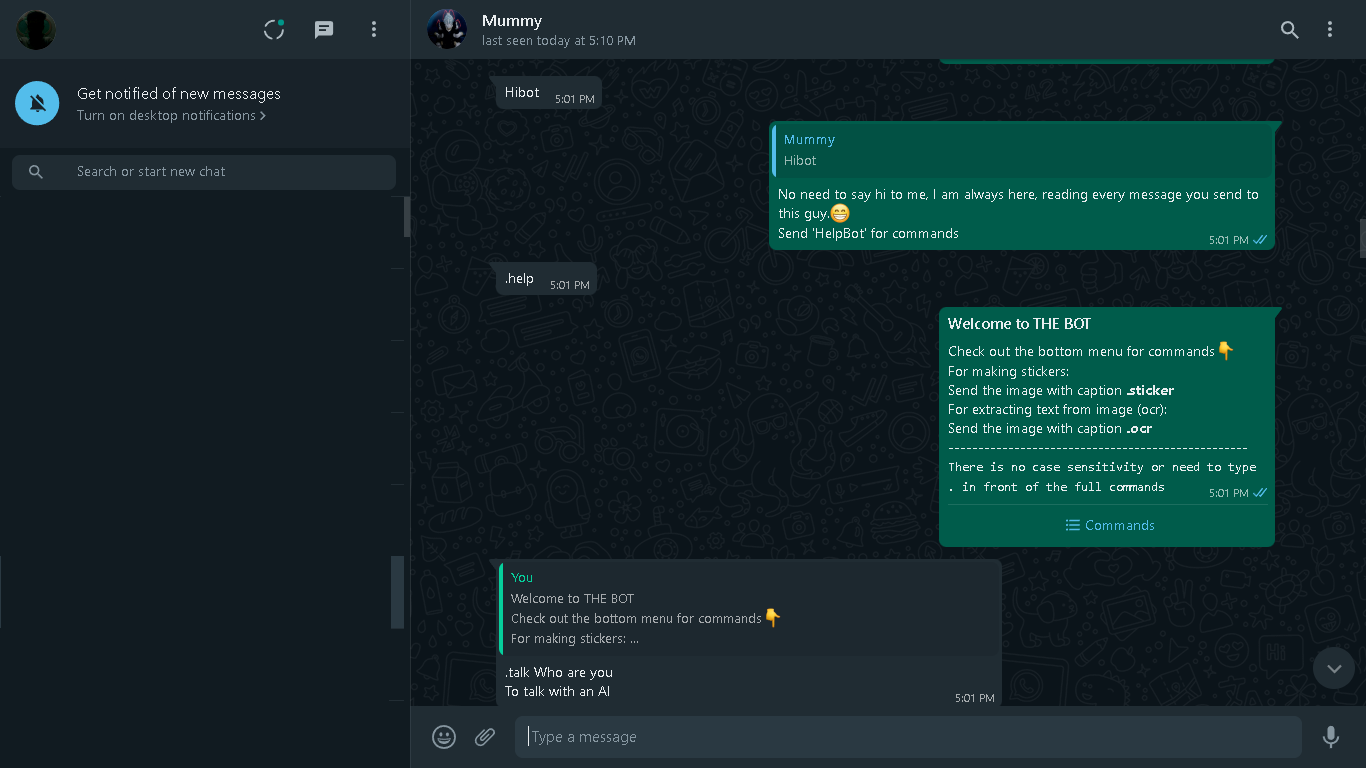 Get notified of new messages
Turn on desktop notifications >
Search or start new chat
Mummy
last seen today at 5:10 PM
Hibot
5:01 PM
Mummy
Hibot
No need to say hi to me, I am always here, reading every message you send to
this guy.😁
Send 'HelpBot' for commands
5:01 PM
.help
5:01 PM
Welcome to THE BOT
Check out the bottom menu for commands👇
For making stickers:
Send the image with caption .sticker
For extracting text from image (ocr):
Send the image with caption .ocr
--------------------------------------------------
There is no case sensitivity or need to type
. in front of the full commands
5:01 PM
Commands
You
Welcome to THE BOT
Check out the bottom menu for commands👇
For making stickers: ...
.talk Who are you
To talk with an AI
5:01 PM
Type a message